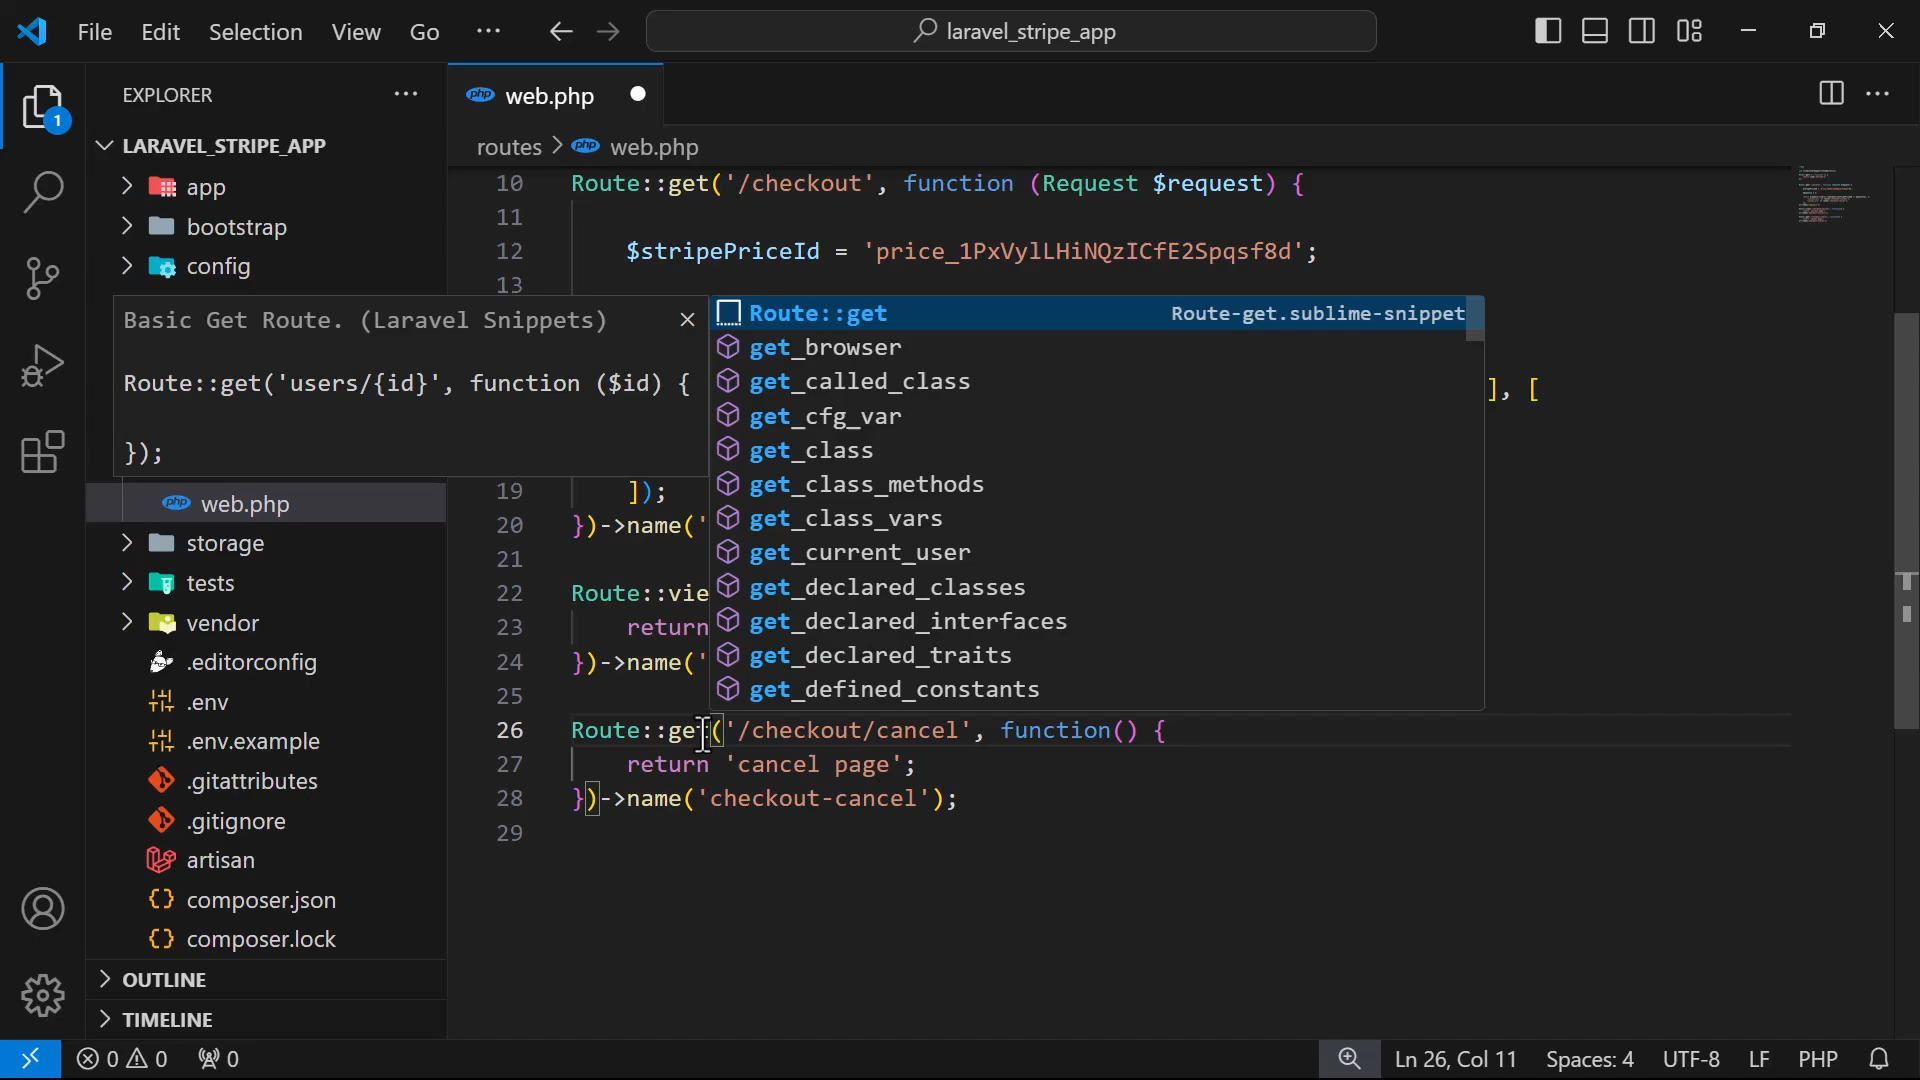 File Edit Selection View Go ··· laravel_stripe_app
EXPLORER ···
LARAVEL_STRIPE_APP
app
bootstrap
config
web.php
storage
tests
vendor
.editorconfig
.env
.env.example
.gitattributes
.gitignore
artisan
composer.json
composer.lock
OUTLINE
TIMELINE
1
php web.php
routes > php web.php
10 Route::get('/checkout', function (Request $request) {
11
12 $stripePriceId = 'price_1PxVylLHiNQzICfE2Spqsf8d';
13
], [
Basic Get Route. (Laravel Snippets)
Route::get('users/{id}', function ($id) {
});
Route::get Route-get.sublime-snippet
get_browser
get_called_class
get_cfg_var
get_class
get_class_methods
get_class_vars
get_current_user
get_declared_classes
get_declared_interfaces
get_declared_traits
get_defined_constants
19 ]);
20 })->name('
21
22 Route::vie
23 return
24 })->name('
25
26 Route::get('/checkout/cancel', function() {
27 return 'cancel page';
28 })->name('checkout-cancel');
29
0 0 0 Ln 26, Col 11 Spaces: 4 UTF-8 LF PHP